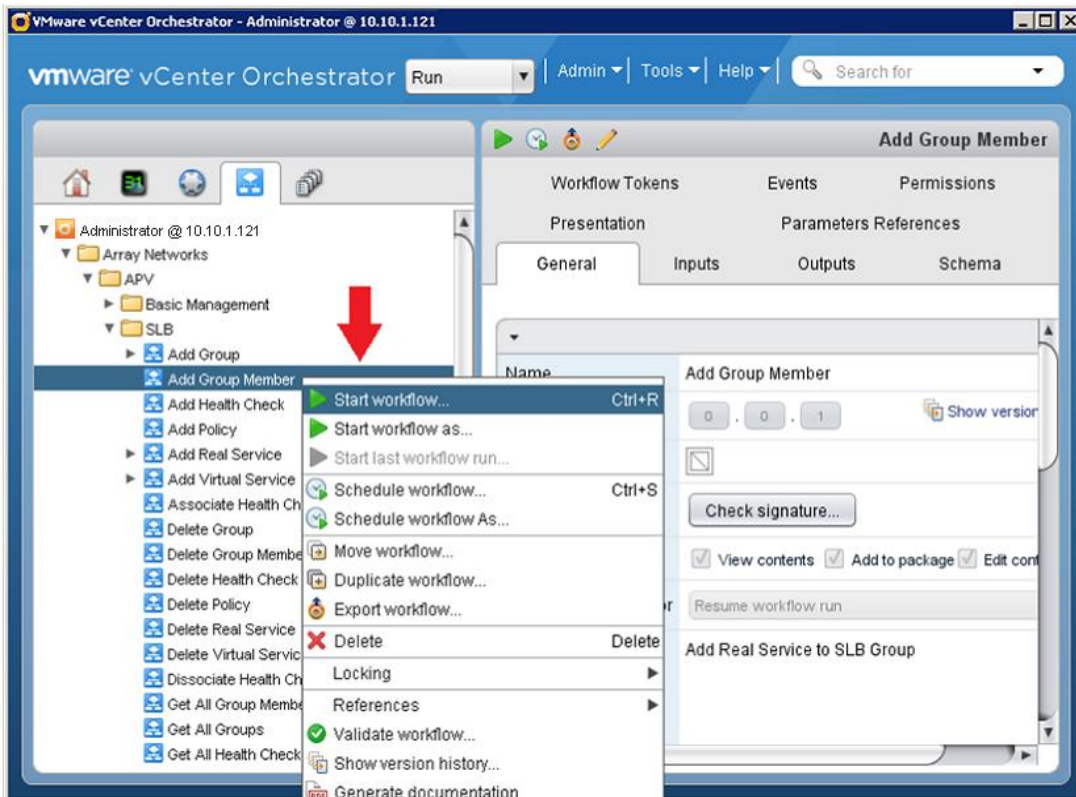 VMware vCenter Orchestrator - Administrator @ 10.10.1.121
vmware vCenter Orchestrator Run Admin Tools Help Search for
Administrator @ 10.10.1.121
Array Networks
APV
Basic Management
SLB
Add Group
Add Group Member
Add Health Check
Add Policy
Add Real Service
Add Virtual Service
Associate Health Ch
Delete Group
Delete Group Membe
Delete Health Check
Delete Policy
Delete Real Service
Delete Virtual Servic
Dissociate Health Ch
Get All Group Membe
Get All Groups
Get All Health Check
Start workflow... Ctrl+R
Start workflow as...
Start last workflow run...
Schedule workflow... Ctrl+S
Schedule workflow As...
Move workflow...
Duplicate workflow...
Export workflow...
Delete Delete
Locking
References
Validate workflow...
Show version history...
Generate documentation
Add Group Member
Workflow Tokens Events Permissions
Presentation Parameters References
General Inputs Outputs Schema
Name Add Group Member
0 . 0 . 1 Show version
Check signature...
View contents Add to package Edit cont
r Resume workflow run
Add Real Service to SLB Group